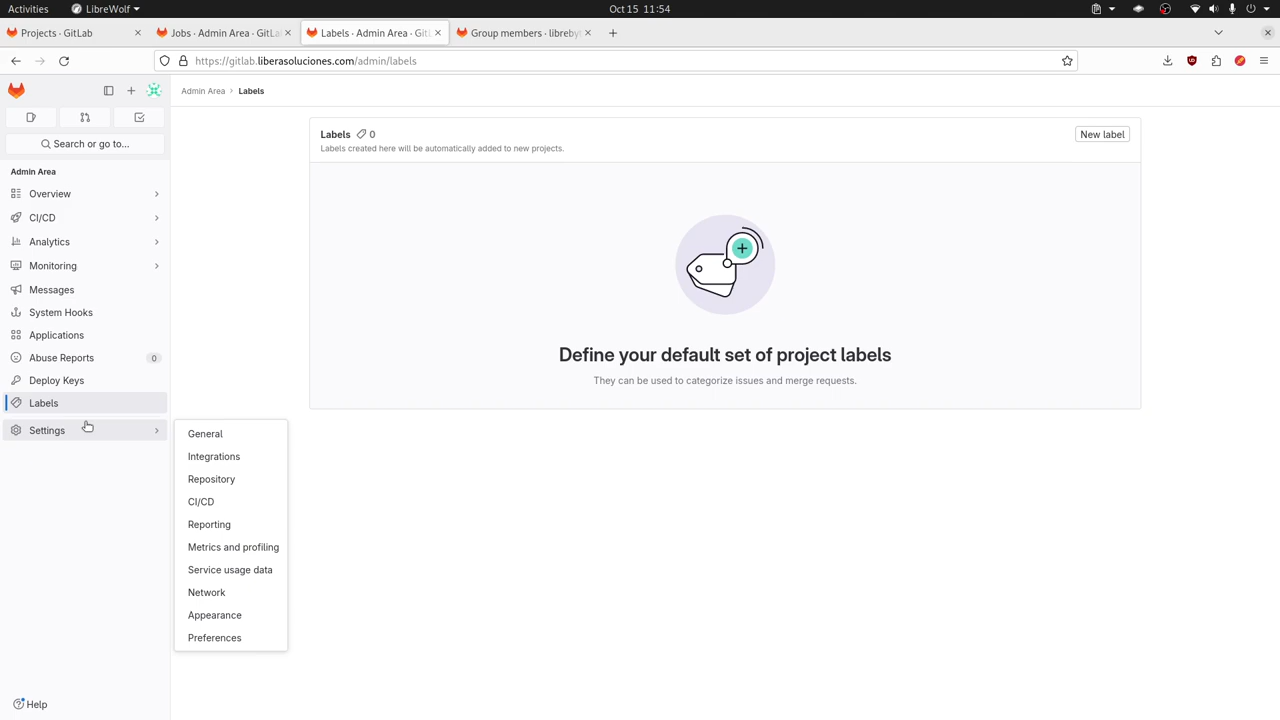 Activities
LibreWolf
Oct 15 11:54
Projects · GitLab
Jobs · Admin Area · GitLa
Labels · Admin Area · GitL
Group members · libreby
https://gitlab.liberasoluciones.com/admin/labels
Search or go to...
Admin Area
Overview
CI/CD
Analytics
Monitoring
Messages
System Hooks
Applications
Abuse Reports 0
Deploy Keys
Labels
Settings
Help
General
Integrations
Repository
CI/CD
Reporting
Metrics and profiling
Service usage data
Network
Appearance
Preferences
Admin Area › Labels
Labels 0
Labels created here will be automatically added to new projects.
New label
Define your default set of project labels
They can be used to categorize issues and merge requests.